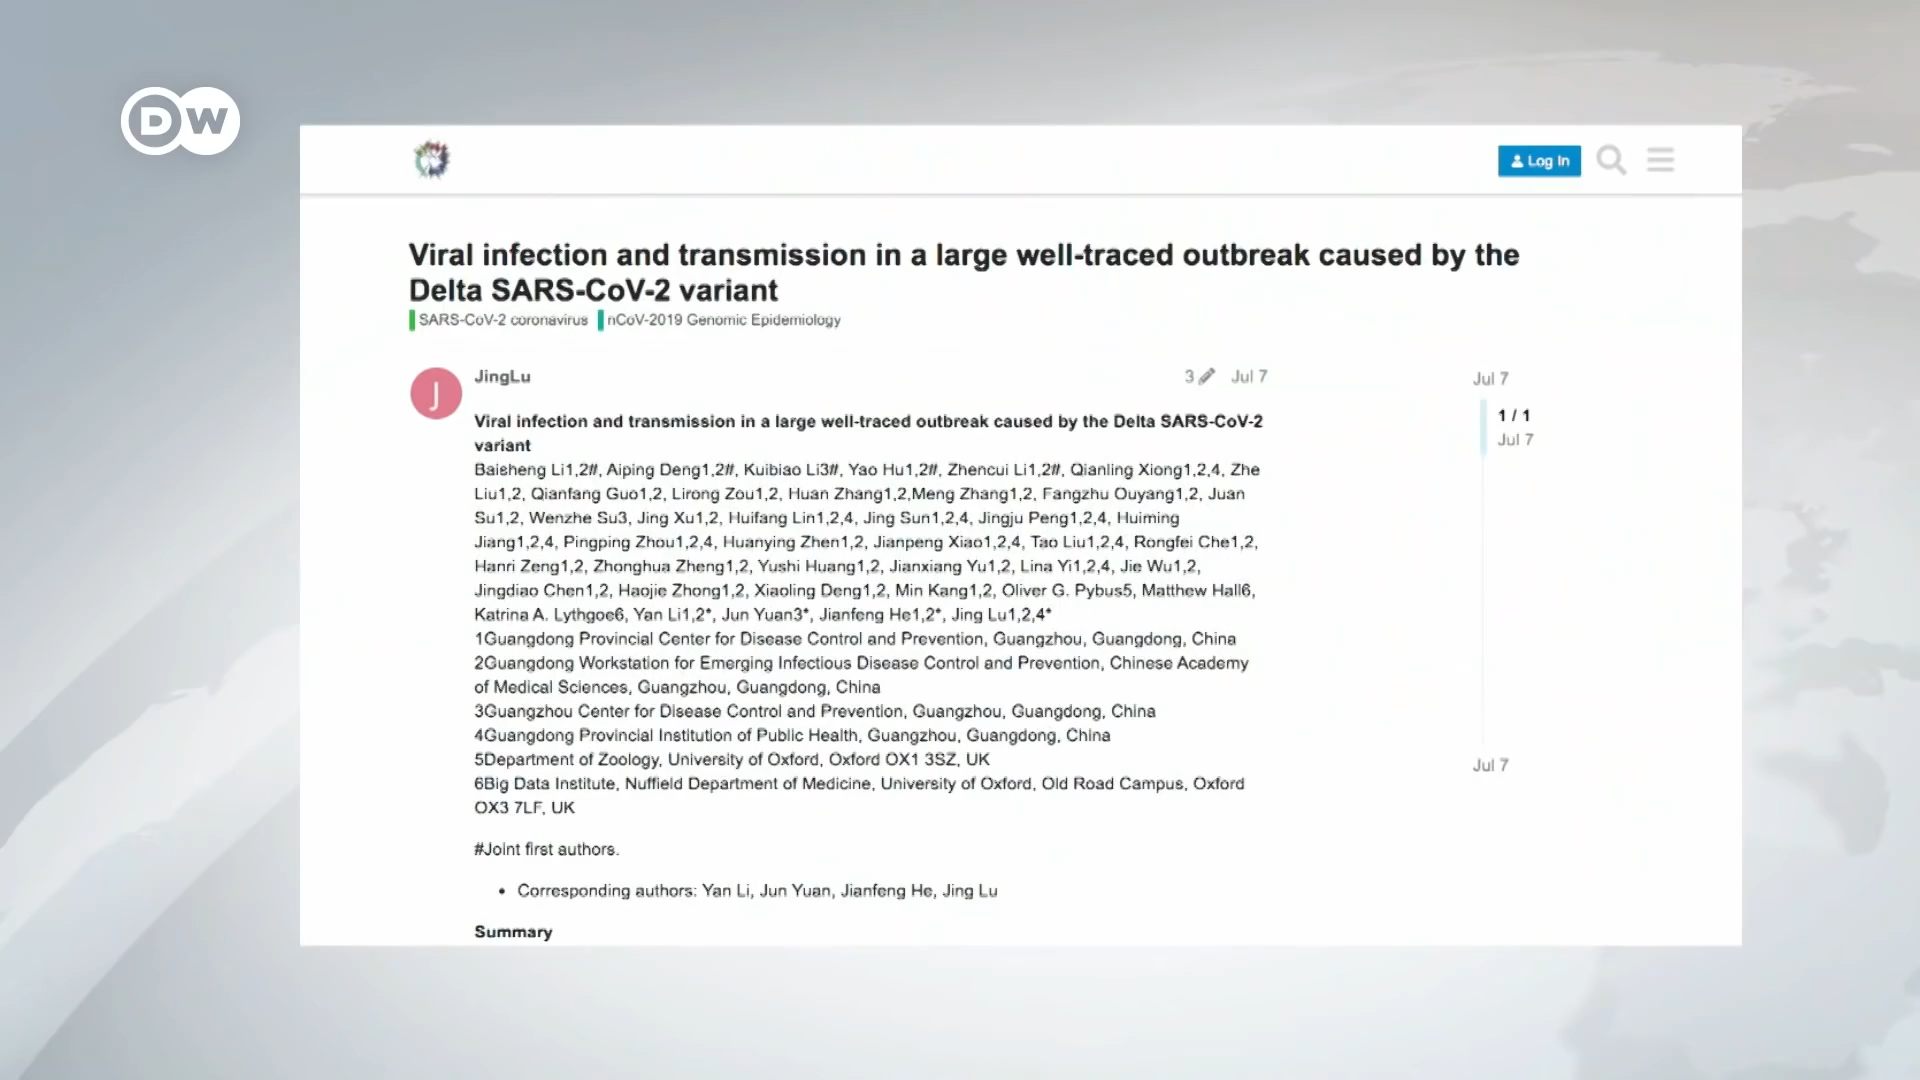 DW
Log In
Viral infection and transmission in a large well-traced outbreak caused by the
Delta SARS-CoV-2 variant
SARS-CoV-2 coronavirus nCoV-2019 Genomic Epidemiology
J
JingLu
3 Jul 7
Jul 7
1 / 1
Jul 7
Viral infection and transmission in a large well-traced outbreak caused by the Delta SARS-CoV-2
variant
Baisheng Li1,2#, Aiping Deng1,2#, Kuibiao Li3#, Yao Hu1,2#, Zhencui Li1,2#, Qianling Xiong1,2,4, Zhe
Liu1,2, Qianfang Guo1,2, Lirong Zou1,2, Huan Zhang1,2,Meng Zhang1,2, Fangzhu Ouyang1,2, Juan
Su1,2, Wenzhe Su3, Jing Xu1,2, Huifang Lin1,2,4, Jing Sun1,2,4, Jingju Peng1,2,4, Huiming
Jiang1,2,4, Pingping Zhou1,2,4, Huanying Zhen1,2, Jianpeng Xiao1,2,4, Tao Liu1,2,4, Rongfei Che1,2,
Hanri Zeng1,2, Zhonghua Zheng1,2, Yushi Huang1,2, Jianxiang Yu1,2, Lina Yi1,2,4, Jie Wu1,2,
Jingdiao Chen1,2, Haojie Zhong1,2, Xiaoling Deng1,2, Min Kang1,2, Oliver G. Pybus5, Matthew Hall6,
Katrina A. Lythgoe6, Yan Li1,2*, Jun Yuan3*, Jianfeng He1,2*, Jing Lu1,2,4*
1Guangdong Provincial Center for Disease Control and Prevention, Guangzhou, Guangdong, China
2Guangdong Workstation for Emerging Infectious Disease Control and Prevention, Chinese Academy
of Medical Sciences, Guangzhou, Guangdong, China
3Guangzhou Center for Disease Control and Prevention, Guangzhou, Guangdong, China
4Guangdong Provincial Institution of Public Health, Guangzhou, Guangdong, China
5Department of Zoology, University of Oxford, Oxford OX1 3SZ, UK
6Big Data Institute, Nuffield Department of Medicine, University of Oxford, Old Road Campus, Oxford
OX3 7LF, UK
Jul 7
#Joint first authors.
• Corresponding authors: Yan Li, Jun Yuan, Jianfeng He, Jing Lu
Summary